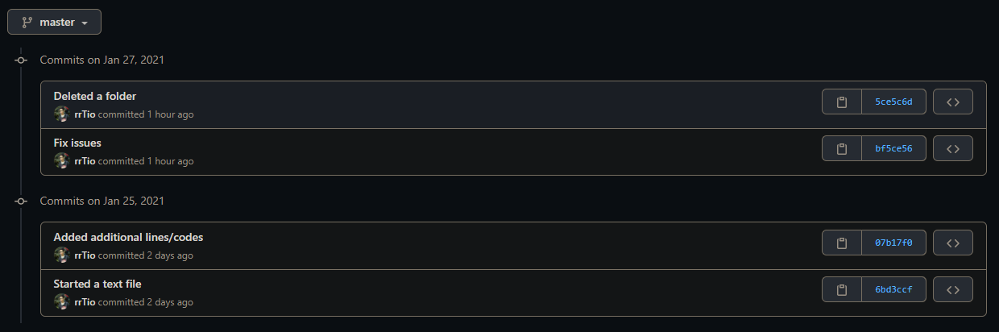 master
Commits on Jan 27, 2021
Deleted a folder
rrTio committed 1 hour ago
5ce5c6d
Fix issues
rrTio committed 1 hour ago
bf5ce56
Commits on Jan 25, 2021
Added additional lines/codes
rrTio committed 2 days ago
07b17f0
Started a text file
rrTio committed 2 days ago
6bd3ccf